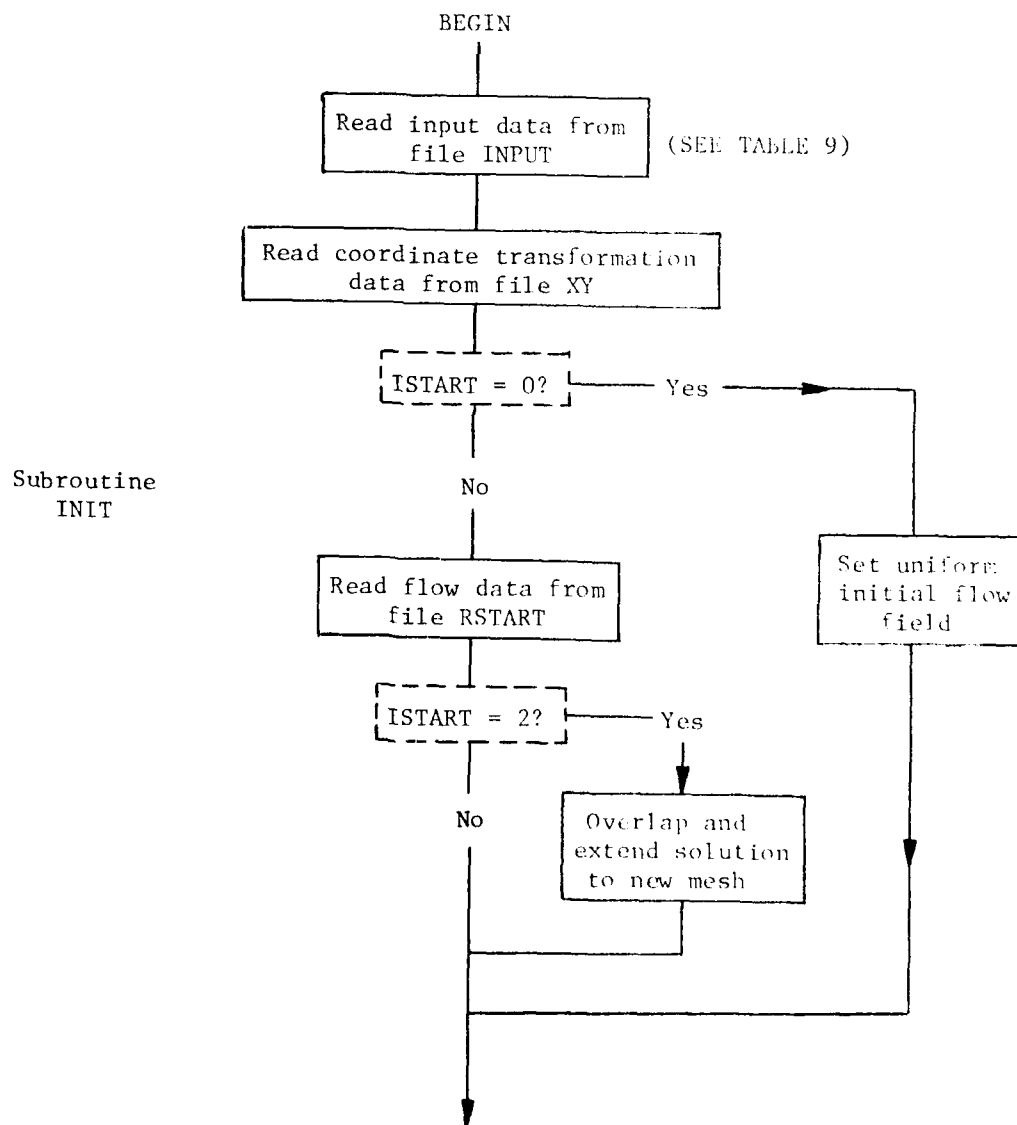 BEGIN
Read input data from
file INPUT
(SEE TABLE 9)
Read coordinate transformation
data from file XY
ISTART = 0?
Yes
Subroutine
INIT
No
Read flow data from
file RSTART
Set uniform
initial flow
field
ISTART = 2?
Yes
No
Overlap and
extend solution
to new mesh